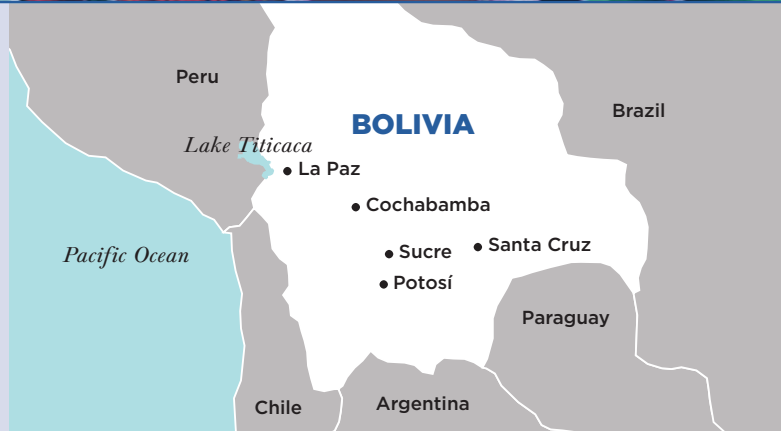 Peru
Brazil
BOLIVIA
Lake Titicaca
La Paz
Cochabamba
Sucre
Santa Cruz
Pacific Ocean
Potosí
Paraguay
Chile
Argentina